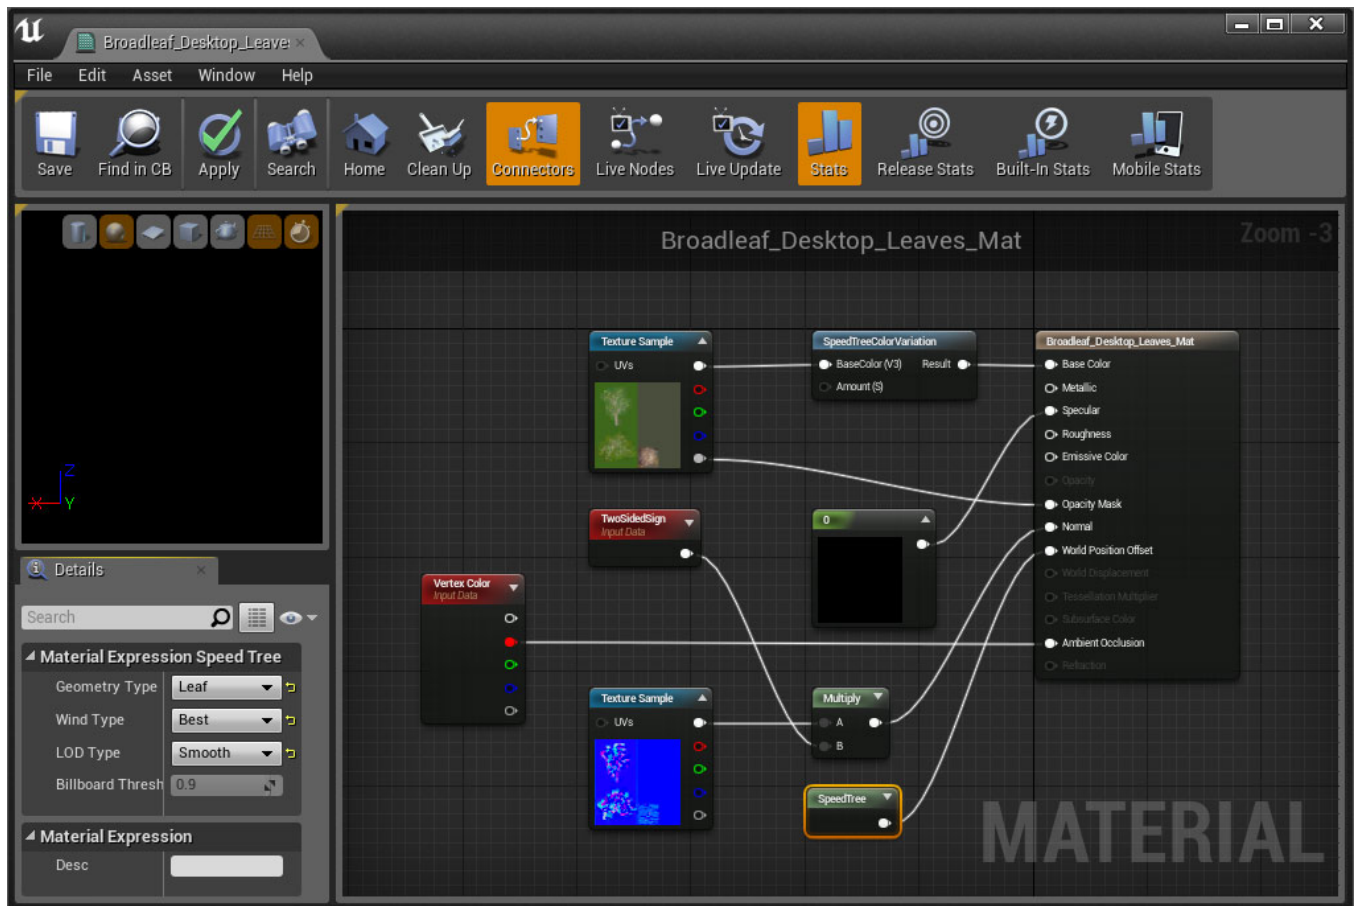 Broadleaf_Desktop_Leave
File Edit Asset Window Help
Save Find in CB Apply Search Home Clean Up Connectors Live Nodes Live Update Stats Release Stats Built-In Stats Mobile Stats
Broadleaf_Desktop_Leaves_Mat
Zoom -3
Z
X Y
Details
Search
Material Expression Speed Tree
Geometry Type Leaf
Wind Type Best
LOD Type Smooth
Billboard Thresh 0.9
Material Expression
Desc
Texture Sample
UVs
SpeedTreeColorVariation
BaseColor (V3) Result
Amount (S)
Broadleaf_Desktop_Leaves_Mat
Base Color
Metallic
Specular
Roughness
Emissive Color
Opacity
Opacity Mask
Normal
World Position Offset
World Displacement
Tessellation Multiplier
Subsurface Color
Ambient Occlusion
Refraction
TwoSidedSign
Input Data
0
Vertex Color
Input Data
Texture Sample
UVs
Multiply
A
B
SpeedTree
MATERIAL